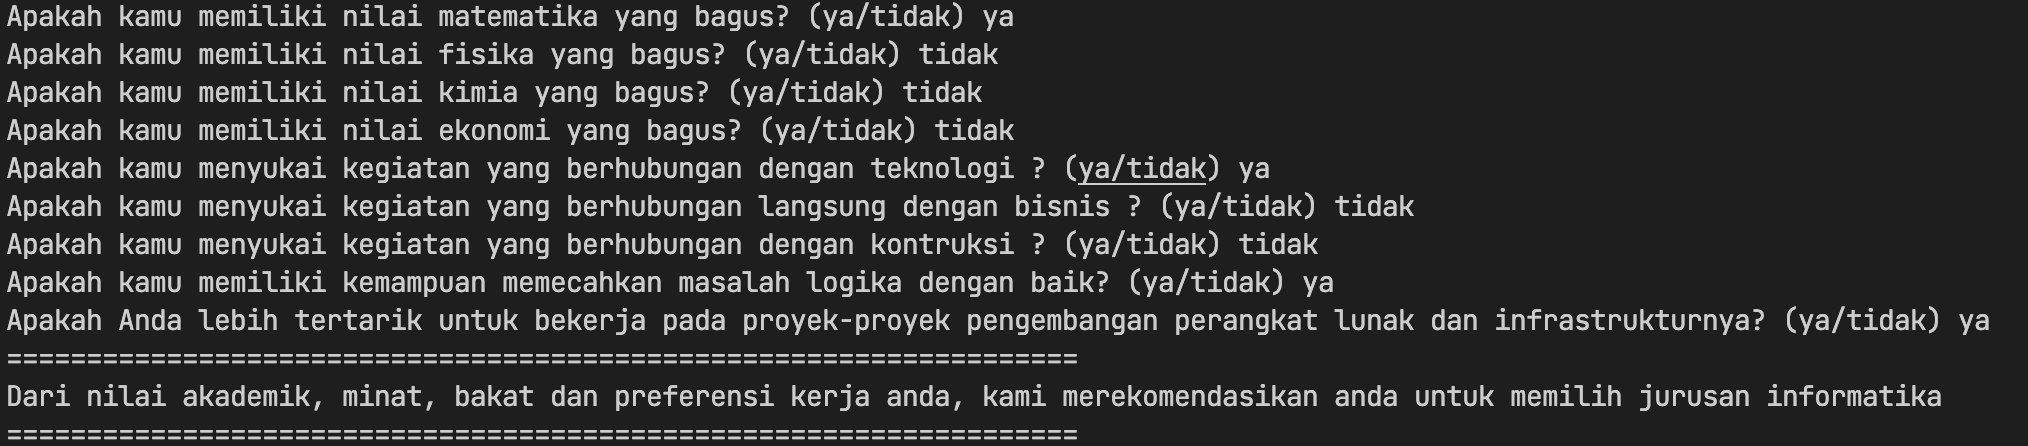 Apakah kamu memiliki nilai matematika yang bagus? (ya/tidak) ya
Apakah kamu memiliki nilai fisika yang bagus? (ya/tidak) tidak
Apakah kamu memiliki nilai kimia yang bagus? (ya/tidak) tidak
Apakah kamu memiliki nilai ekonomi yang bagus? (ya/tidak) tidak
Apakah kamu menyukai kegiatan yang berhubungan dengan teknologi ? (ya/tidak) ya
Apakah kamu menyukai kegiatan yang berhubungan langsung dengan bisnis ? (ya/tidak) tidak
Apakah kamu menyukai kegiatan yang berhubungan dengan kontruksi ? (ya/tidak) tidak
Apakah kamu memiliki kemampuan memecahkan masalah logika dengan baik? (ya/tidak) ya
Apakah Anda lebih tertarik untuk bekerja pada proyek-proyek pengembangan perangkat lunak dan infrastrukturnya? (ya/tidak) ya
===================================================================
Dari nilai akademik, minat, bakat dan preferensi kerja anda, kami merekomendasikan anda untuk memilih jurusan informatika
===================================================================